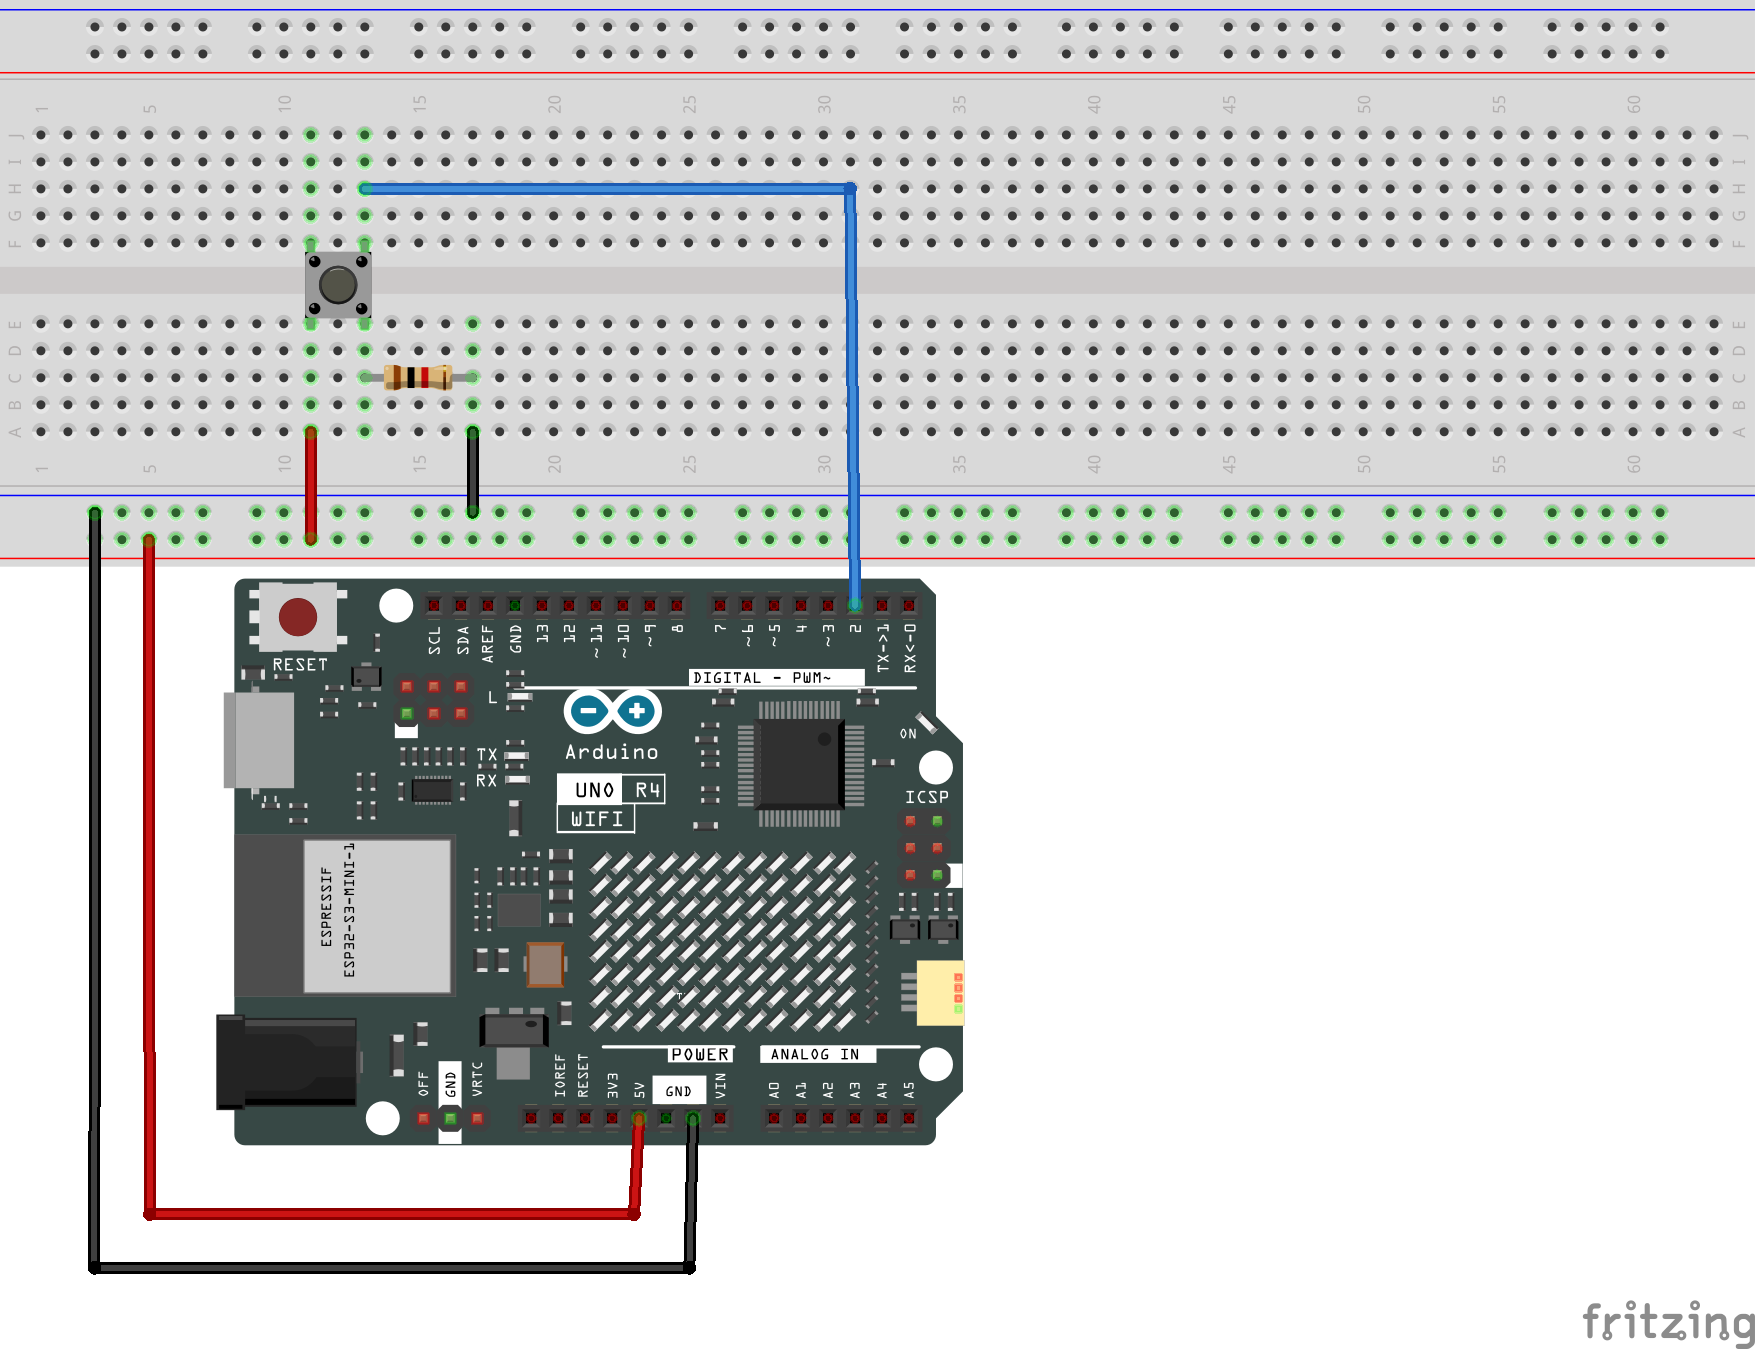 1 5 10 15 20 25 30 35 40 45 50 55 60
J J
I I
H H
G G
F F
E E
D D
C C
B B
A A
1 5 10 15 20 25 30 35 40 45 50 55 60
RESET
SCL SDA AREF GND 13 12 ~11 ~10 ~9 8 7 ~6 ~5 4 ~3 2 TX->1 RX<-0
DIGITAL - PWM~
L
ON
TX
RX
Arduino
UNO R4
WIFI
ICSP
ESPRESSIF
ESP32-S3-MINI-1
POWER
ANALOG IN
OFF GND VRTC IOREF RESET 3V3 5V GND VIN A0 A1 A2 A3 A4 A5
fritzing